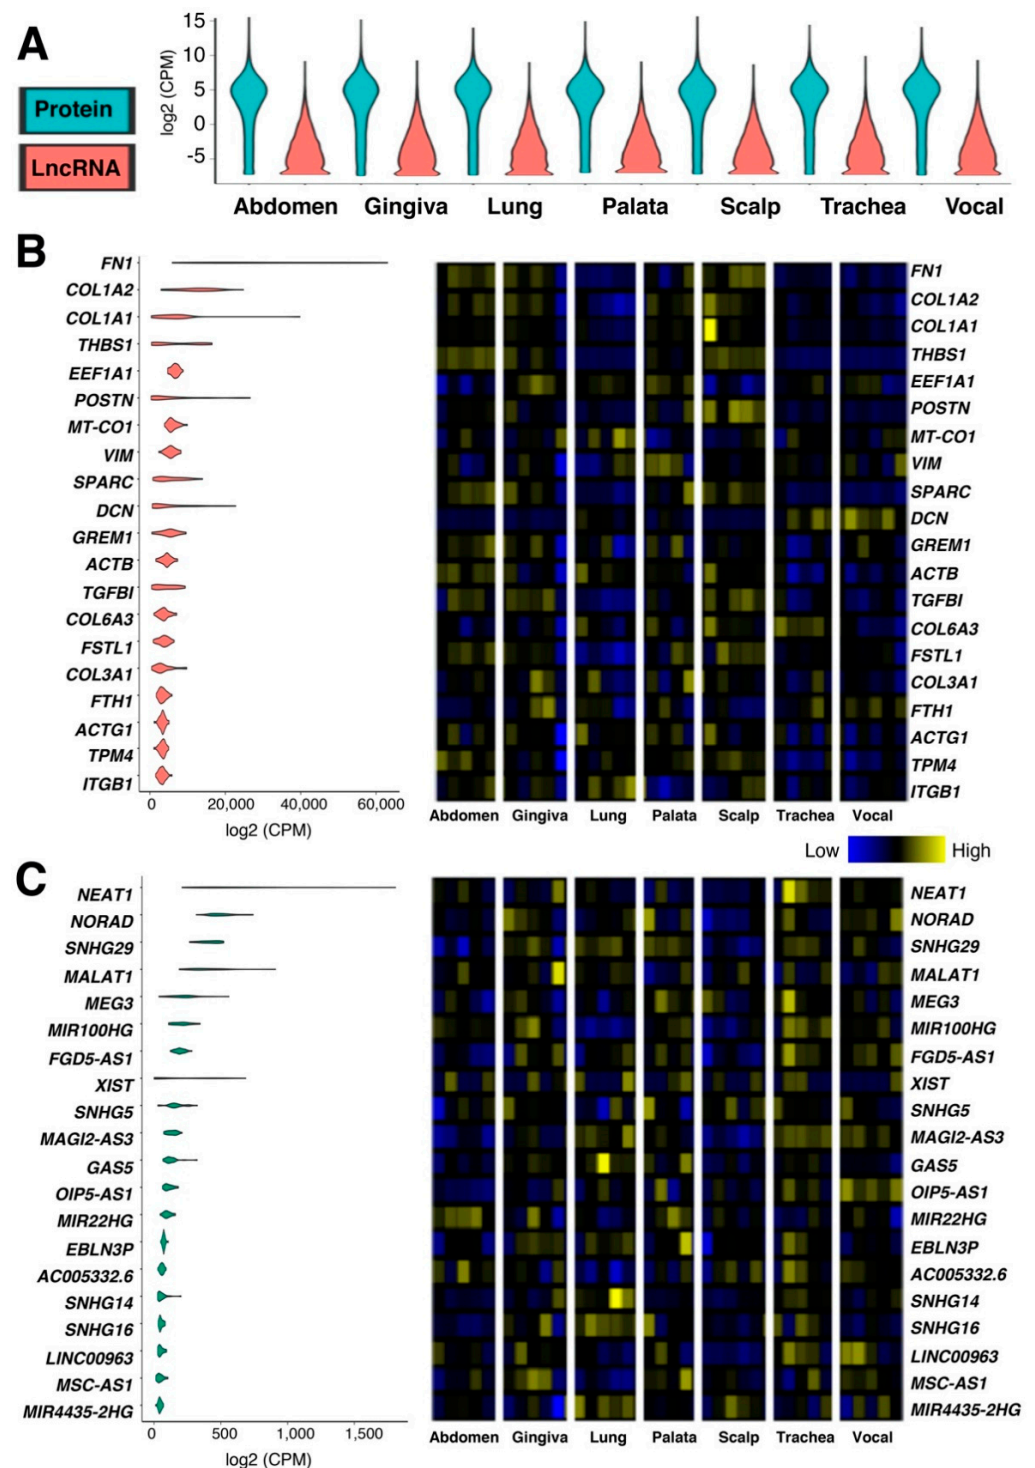 A
Protein
LncRNA
log2 (CPM)
15
10
5
0
-5
Abdomen Gingiva Lung Palata Scalp Trachea Vocal
B
FN1
COL1A2
COL1A1
THBS1
EEF1A1
POSTN
MT-CO1
VIM
SPARC
DCN
GREM1
ACTB
TGFBI
COL6A3
FSTL1
COL3A1
FTH1
ACTG1
TPM4
ITGB1
0 20,000 40,000 60,000
log2 (CPM)
FN1
COL1A2
COL1A1
THBS1
EEF1A1
POSTN
MT-CO1
VIM
SPARC
DCN
GREM1
ACTB
TGFBI
COL6A3
FSTL1
COL3A1
FTH1
ACTG1
TPM4
ITGB1
Abdomen Gingiva Lung Palata Scalp Trachea Vocal
Low High
C
NEAT1
NORAD
SNHG29
MALAT1
MEG3
MIR100HG
FGD5-AS1
XIST
SNHG5
MAGI2-AS3
GAS5
OIP5-AS1
MIR22HG
EBLN3P
AC005332.6
SNHG14
SNHG16
LINC00963
MSC-AS1
MIR4435-2HG
0 500 1,000 1,500
log2 (CPM)
NEAT1
NORAD
SNHG29
MALAT1
MEG3
MIR100HG
FGD5-AS1
XIST
SNHG5
MAGI2-AS3
GAS5
OIP5-AS1
MIR22HG
EBLN3P
AC005332.6
SNHG14
SNHG16
LINC00963
MSC-AS1
MIR4435-2HG
Abdomen Gingiva Lung Palata Scalp Trachea Vocal